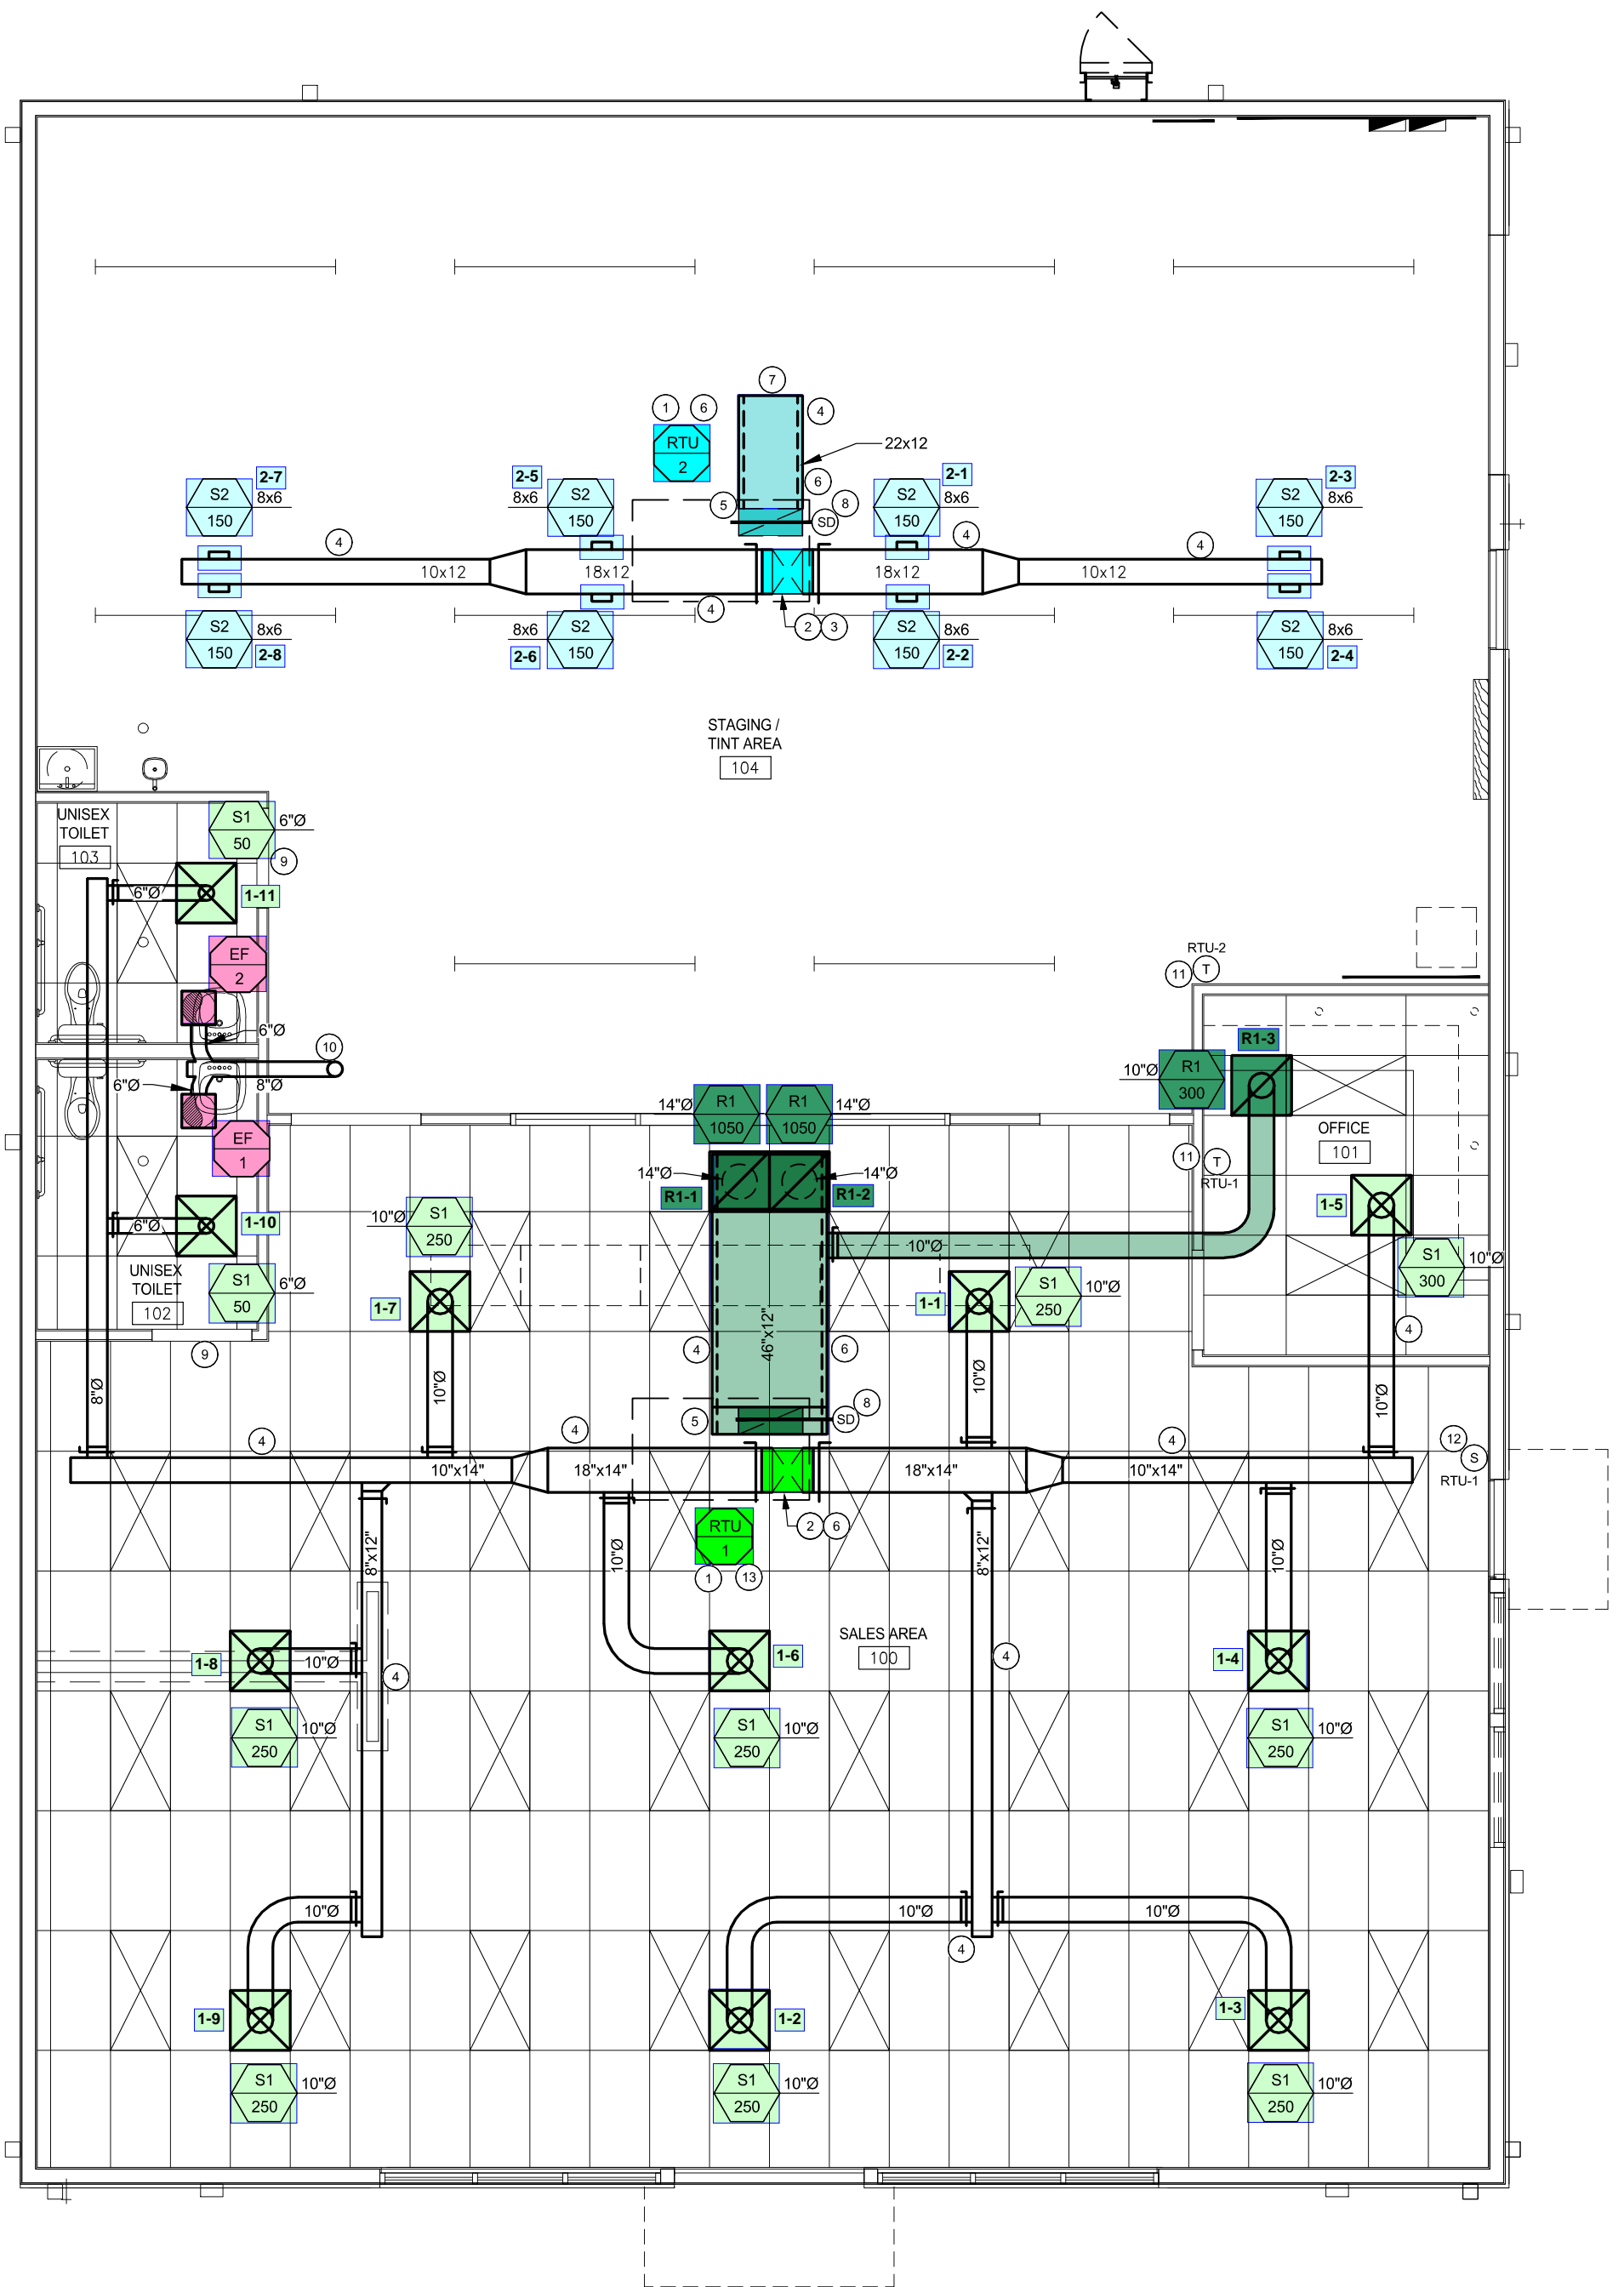 7
1
6
4
RTU
2
22x12
2-7
S2
8x6
150
2-5
8x6
S2
150
5
6
8
SD
2-1
S2
8x6
150
2-3
S2
8x6
150
4
4
4
10x12
18x12
18x12
10x12
4
2
3
S2
8x6
150
2-8
8x6
S2
150
2-6
S2
8x6
150
2-2
S2
8x6
150
2-4
STAGING /
TINT AREA
104
UNISEX
TOILET
103
S1
50
6"Ø
9
6"Ø
1-11
EF
2
6"Ø
10
6"Ø
8"Ø
EF
1
6"Ø
1-10
UNISEX
TOILET
102
S1
50
6"Ø
9
RTU-2
11
T
R1-3
10"Ø
R1
300
OFFICE
101
11
T
RTU-1
1-5
S1
300
10"Ø
4
14"Ø
R1
1050
R1
1050
14"Ø
14"Ø
14"Ø
R1-1
R1-2
10"Ø
S1
250
10"Ø
1-7
1-1
S1
250
10"Ø
46"x12"
4
6
8"Ø
10"Ø
10"Ø
10"Ø
5
8
SD
4
4
4
12
S
RTU-1
10"x14"
18"x14"
18"x14"
10"x14"
2
6
RTU
1
1
13
8"x12"
10"Ø
8"x12"
10"Ø
SALES AREA
100
1-8
10"Ø
4
1-6
4
1-4
S1
250
10"Ø
S1
250
10"Ø
S1
250
10"Ø
10"Ø
10"Ø
10"Ø
4
1-9
1-2
1-3
S1
250
10"Ø
S1
250
10"Ø
S1
250
10"Ø